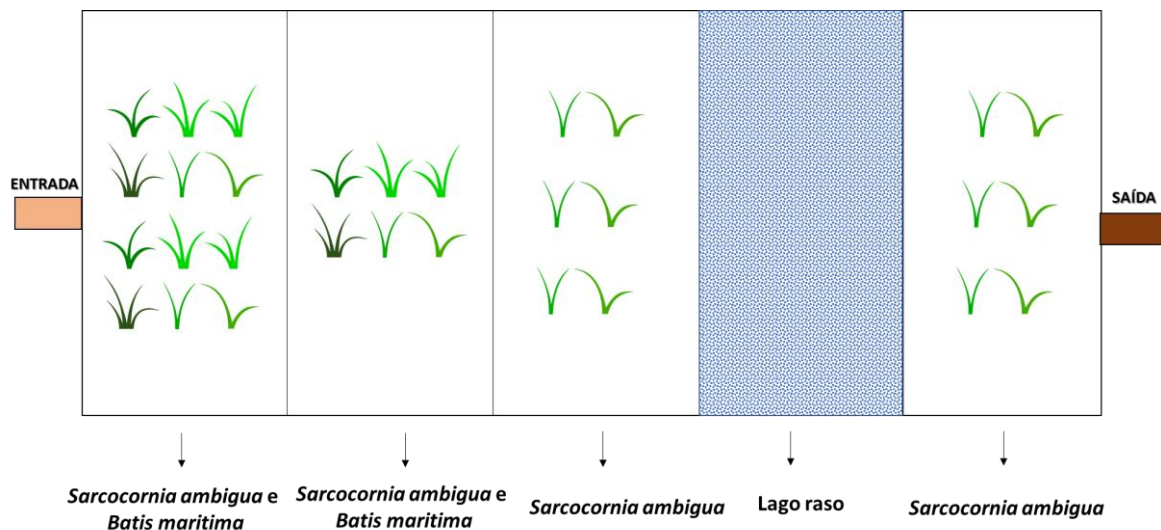 ENTRADA
SAÍDA
Sarcocornia ambigua e
Batis maritima
Sarcocornia ambigua e
Batis maritima
Sarcocornia ambigua
Lago raso
Sarcocornia ambigua